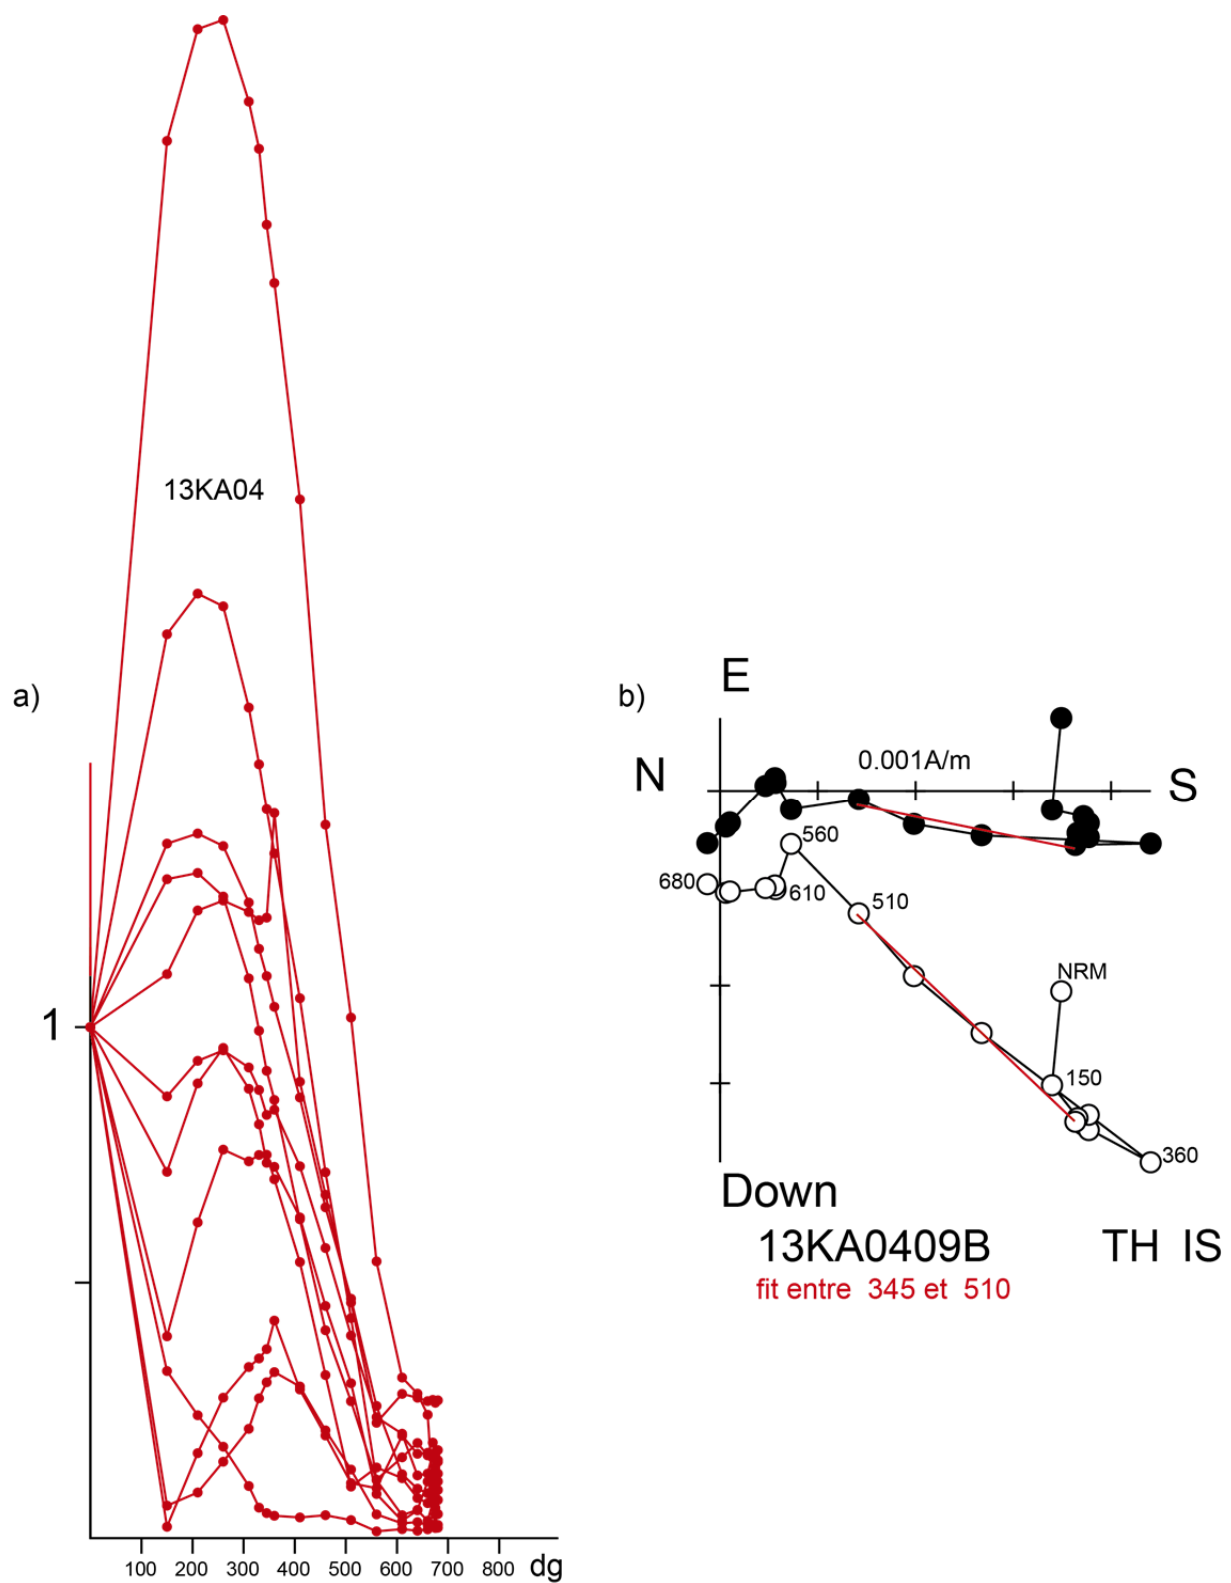 13KA04
a)
1
100 200 300 400 500 600 700 800 dg
b)
E
N
0.001A/m
S
560
680
610
510
NRM
150
360
Down
13KA0409B TH IS
fit entre 345 et 510